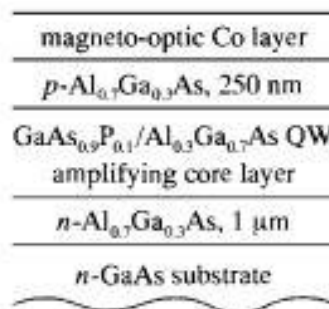 magneto-optic Co layer
p-Al₀.₇Ga₀.₃As, 250 nm
GaAs₀.₉P₀.₁/Al₀.₃Ga₀.₇As QW
amplifying core layer
n-Al₀.₇Ga₀.₃As, 1 μm
n-GaAs substrate